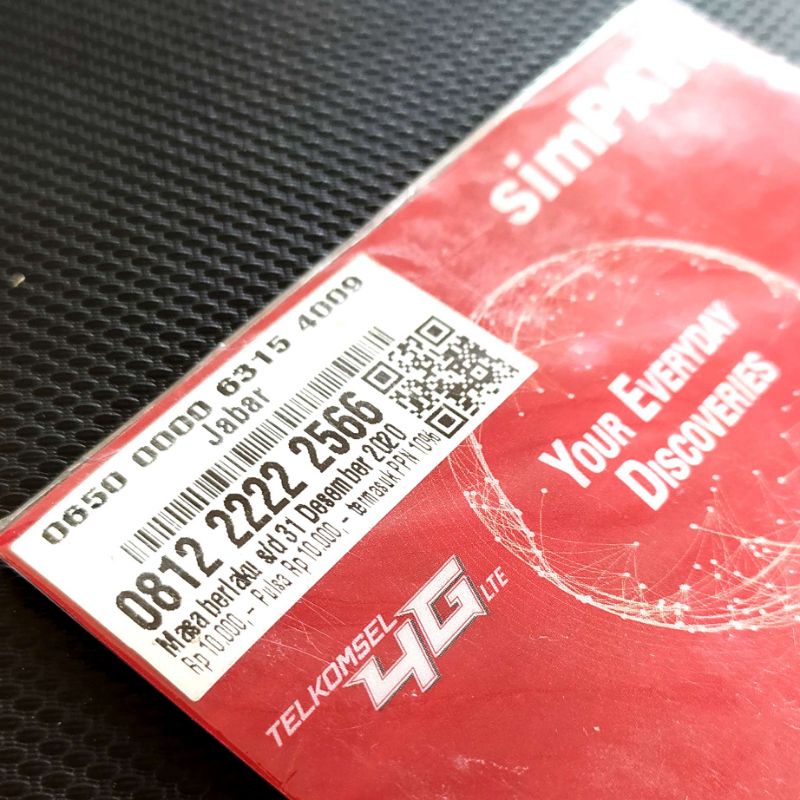 0650 0000 6315 4009
Jabar
0812 2222 2566
Masa berlaku s/d 31 Desember 2020
Rp 10.000,- Pulsa Rp 10.000,- termasuk PPN 10%
YOUR EVERYDAY
DISCOVERIES
TELKOMSEL
4G LTE